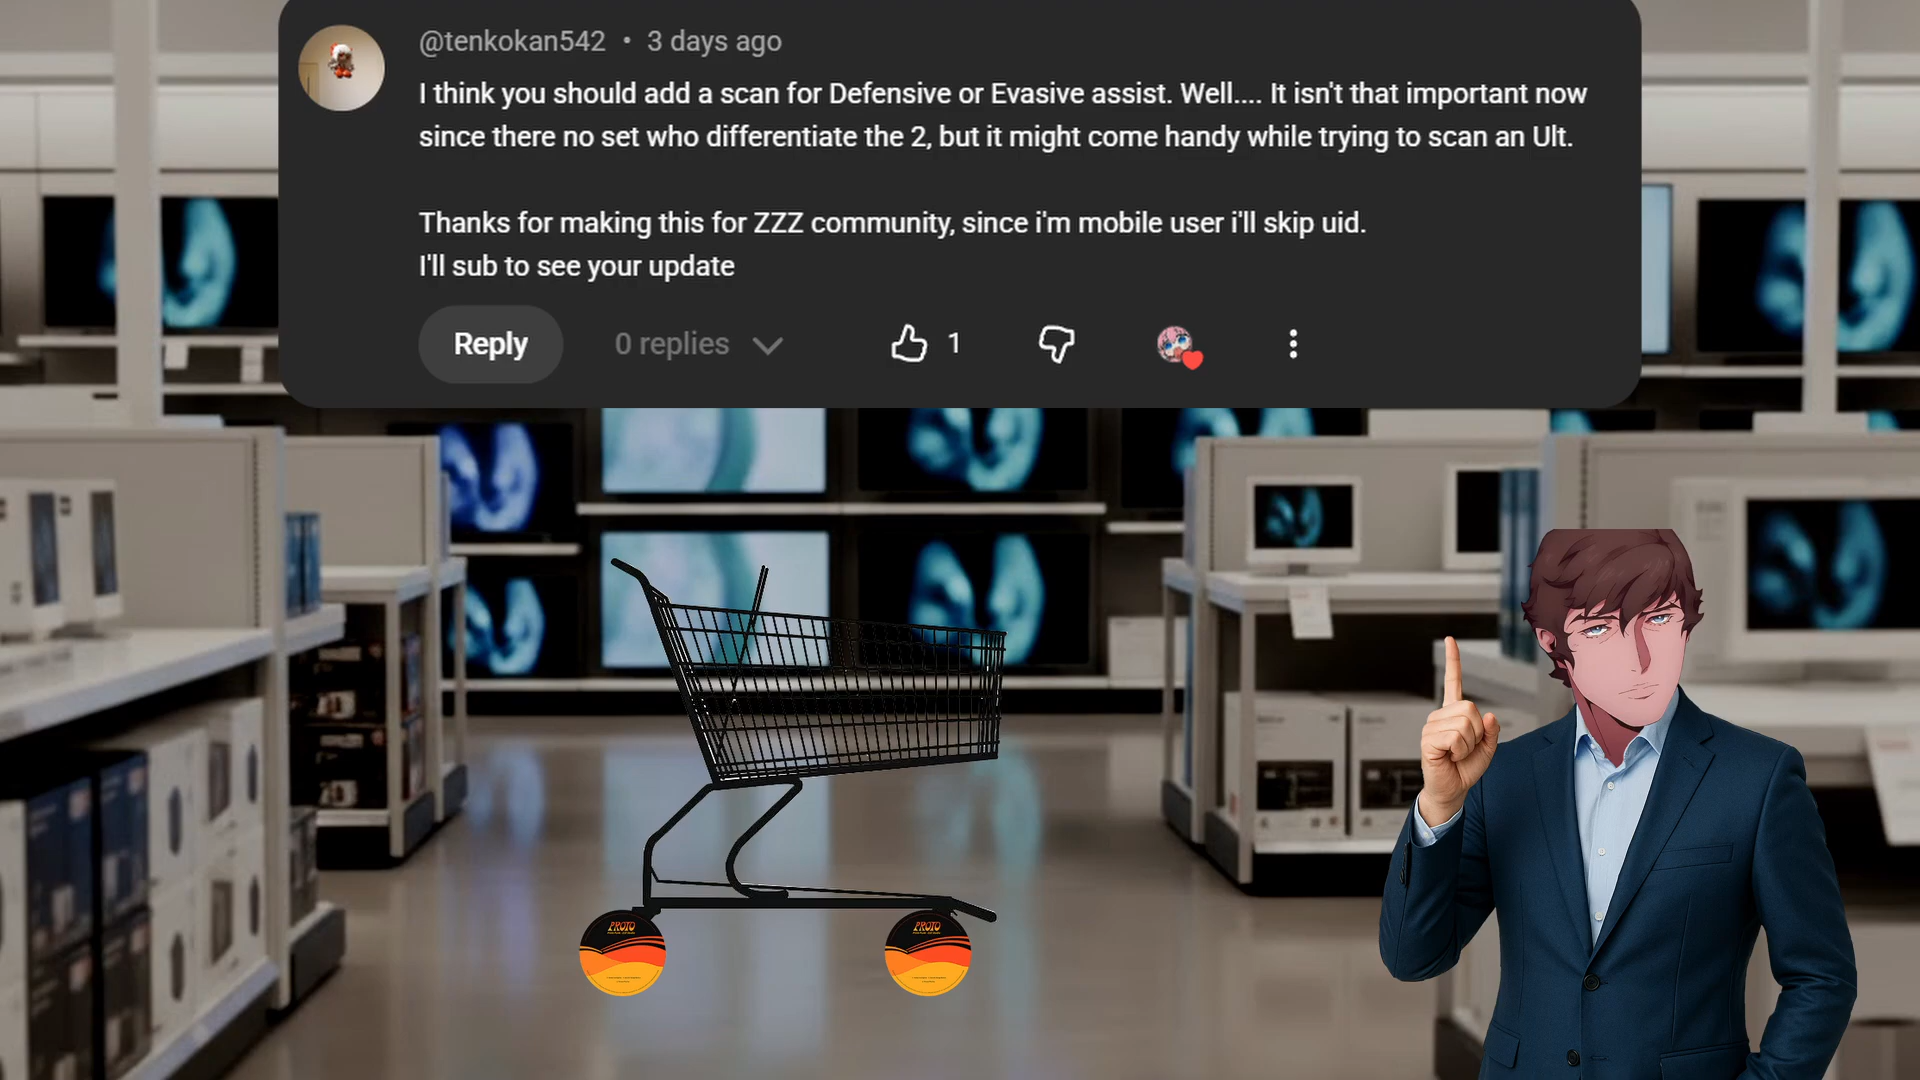 @tenkokan542 • 3 days ago
I think you should add a scan for Defensive or Evasive assist. Well.... It isn't that important now
since there no set who differentiate the 2, but it might come handy while trying to scan an Ult.
Thanks for making this for ZZZ community, since i'm mobile user i'll skip uid.
I'll sub to see your update
Reply 0 replies 1
PROTO PROTO